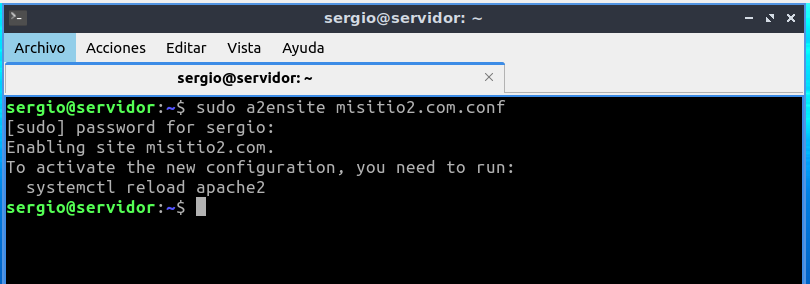 sergio@servidor: ~
Archivo Acciones Editar Vista Ayuda
sergio@servidor: ~
sergio@servidor:~$ sudo a2ensite misitio2.com.conf
[sudo] password for sergio:
Enabling site misitio2.com.
To activate the new configuration, you need to run:
  systemctl reload apache2
sergio@servidor:~$